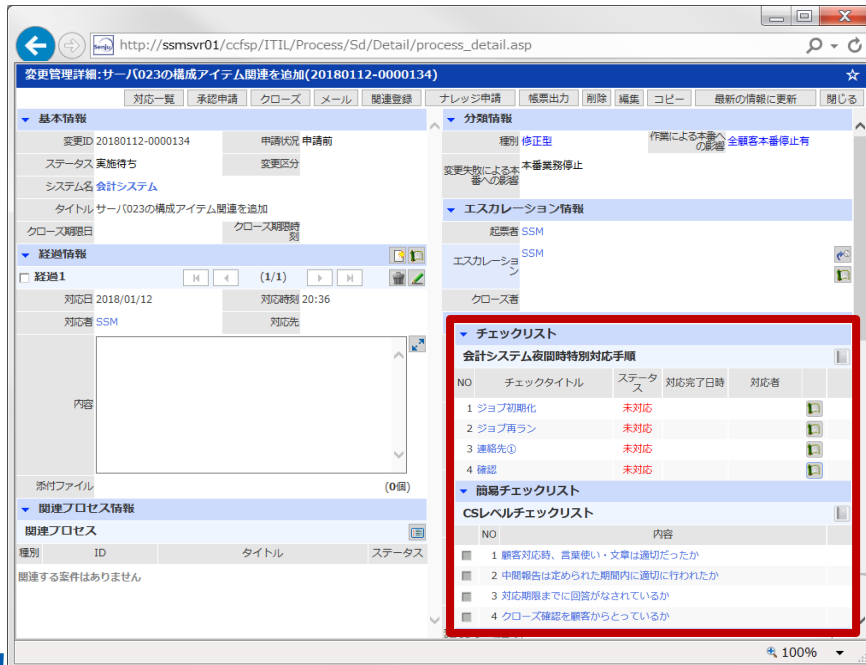 Senju http://ssmsvr01/ccfsp/ITIL/Process/Sd/Detail/process_detail.asp
変更管理詳細:サーバ023の構成アイテム関連を追加(20180112-0000134)
対応一覧 承認申請 クローズ メール 関連登録 ナレッジ申請 帳票出力 削除 編集 コピー 最新の情報に更新 閉じる
基本情報
変更ID 20180112-0000134 申請状況 申請前
ステータス 実施待ち 変更区分
システム名 会計システム
タイトル サーバ023の構成アイテム関連を追加
クローズ期限日 クローズ期限時刻
経過情報
経過1 (1/1)
対応日 2018/01/12 対応時刻 20:36
対応者 SSM 対応先
内容
添付ファイル (0個)
関連プロセス情報
関連プロセス
種別 ID タイトル ステータス
関連する案件はありません
分類情報
種別 修正型 作業による本番への影響 全顧客本番停止有
変更失敗による本番への影響 本番業務停止
エスカレーション情報
起票者 SSM
エスカレーション SSM
クローズ者
チェックリスト
会計システム夜間時特別対応手順
NO チェックタイトル ステータス 対応完了日時 対応者
1 ジョブ初期化 未対応
2 ジョブ再ラン 未対応
3 連絡先① 未対応
4 確認 未対応
簡易チェックリスト
CSレベルチェックリスト
NO 内容
1 顧客対応時、言葉使い・文章は適切だったか
2 中間報告は定められた期間内に適切に行われたか
3 対応期限までに回答がなされているか
4 クローズ確認を顧客からとっているか
100%